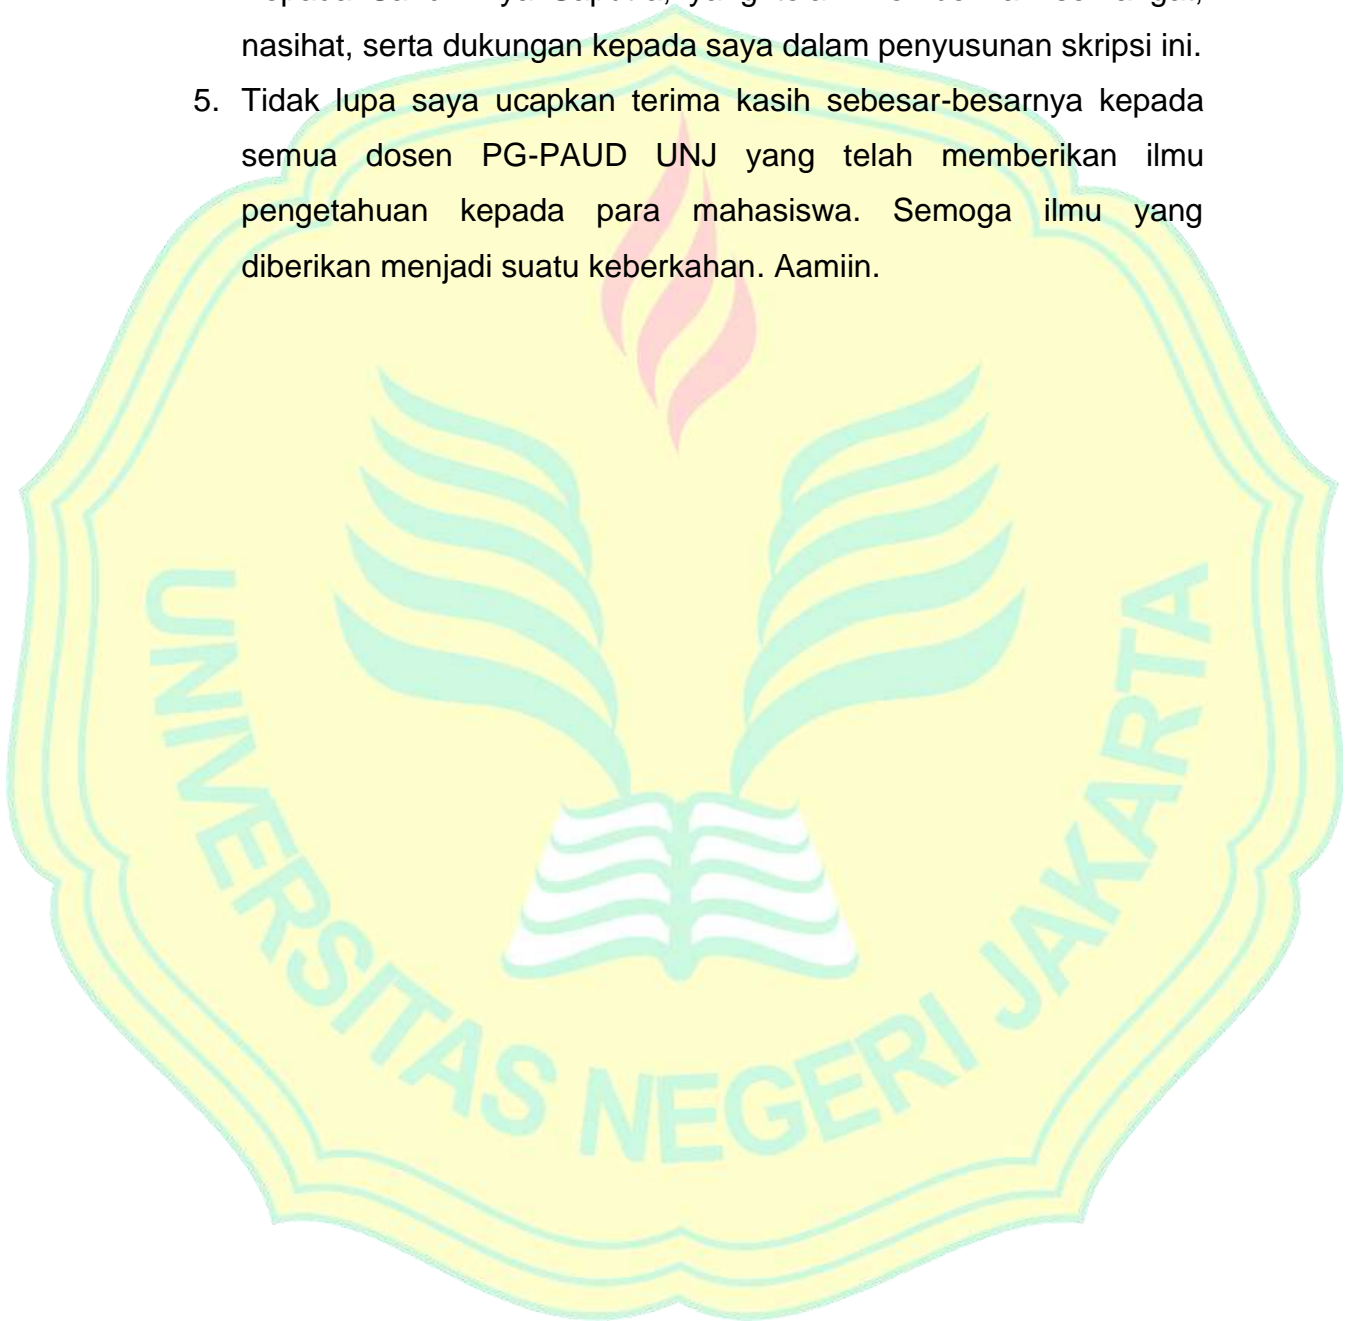 nasihat, serta dukungan kepada saya dalam penyusunan skripsi ini.
5. Tidak lupa saya ucapkan terima kasih sebesar-besarnya kepada
semua dosen PG-PAUD UNJ yang telah memberikan ilmu
pengetahuan kepada para mahasiswa. Semoga ilmu yang
diberikan menjadi suatu keberkahan. Aamiin.
UNIVERSITAS NEGERI JAKARTA